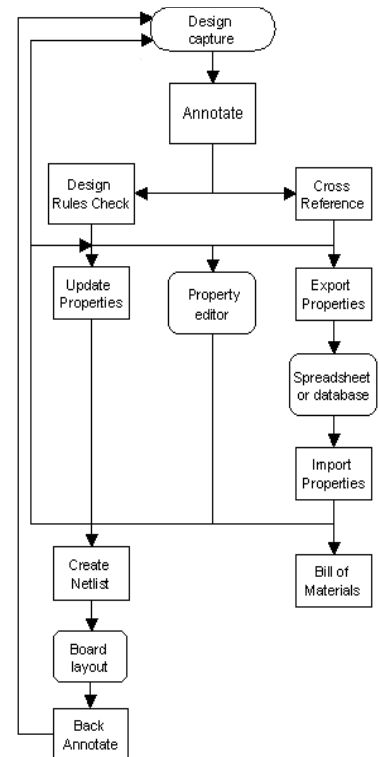 Design
capture
Annotate
Design
Rules Check
Cross
Reference
Update
Properties
Property
editor
Export
Properties
Spreadsheet
or database
Import
Properties
Create
Netlist
Bill of
Materials
Board
layout
Back
Annotate